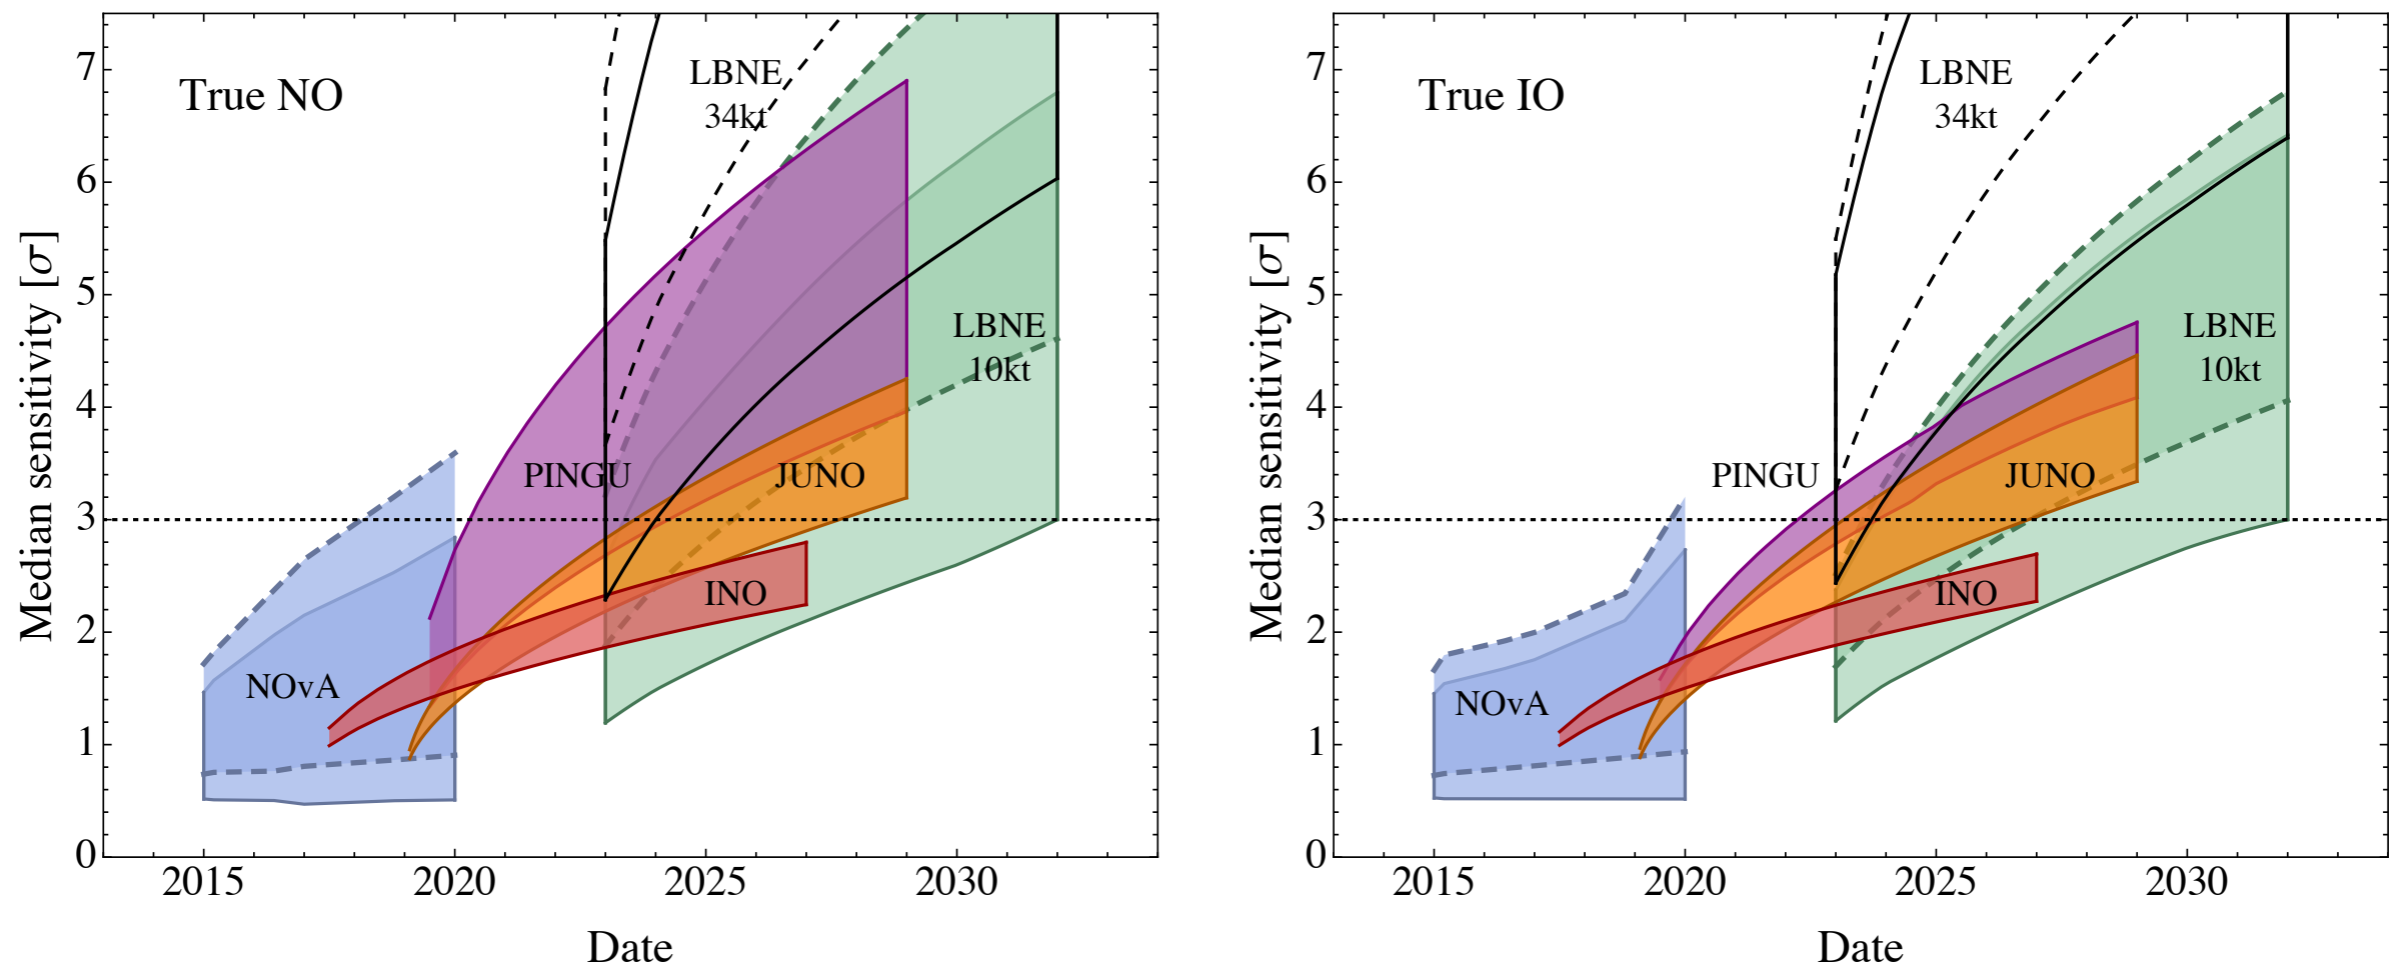 True NO
LBNE
34kt
LBNE
10kt
PINGU
JUNO
INO
NOvA
7
6
5
4
3
2
1
0
2015 2020 2025 2030
Median sensitivity [σ]
Date
True IO
LBNE
34kt
LBNE
10kt
PINGU
JUNO
INO
NOvA
7
6
5
4
3
2
1
0
2015 2020 2025 2030
Median sensitivity [σ]
Date